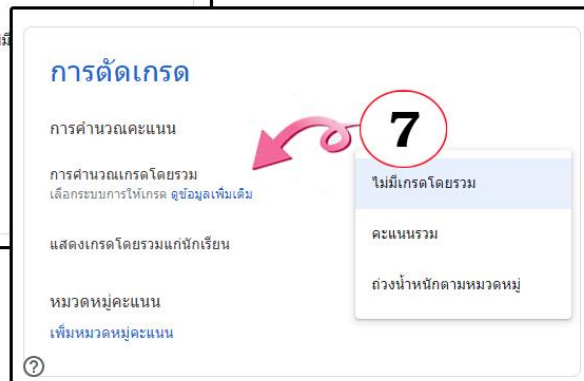 การตัดเกรด
การคำนวณคะแนน
7
การคำนวณเกรดโดยรวม
เลือกระบบการให้เกรด ดูข้อมูลเพิ่มเติม
ไม่มีเกรดโดยรวม
คะแนนรวม
แสดงเกรดโดยรวมแก่นักเรียน
ถ่วงน้ำหนักตามหมวดหมู่
หมวดหมู่คะแนน
เพิ่มหมวดหมู่คะแนน